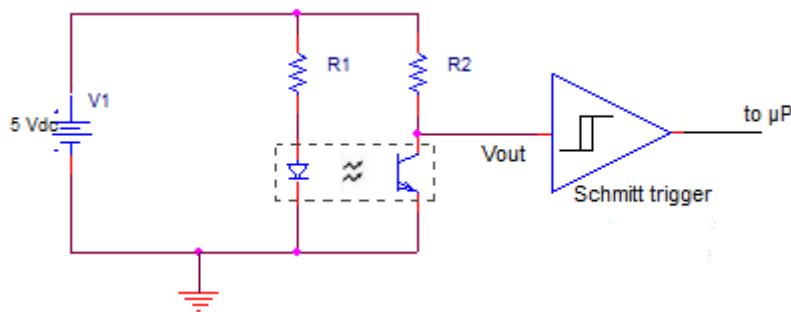 R1
R2
V1
5 Vdc
to µP
Vout
Schmitt trigger